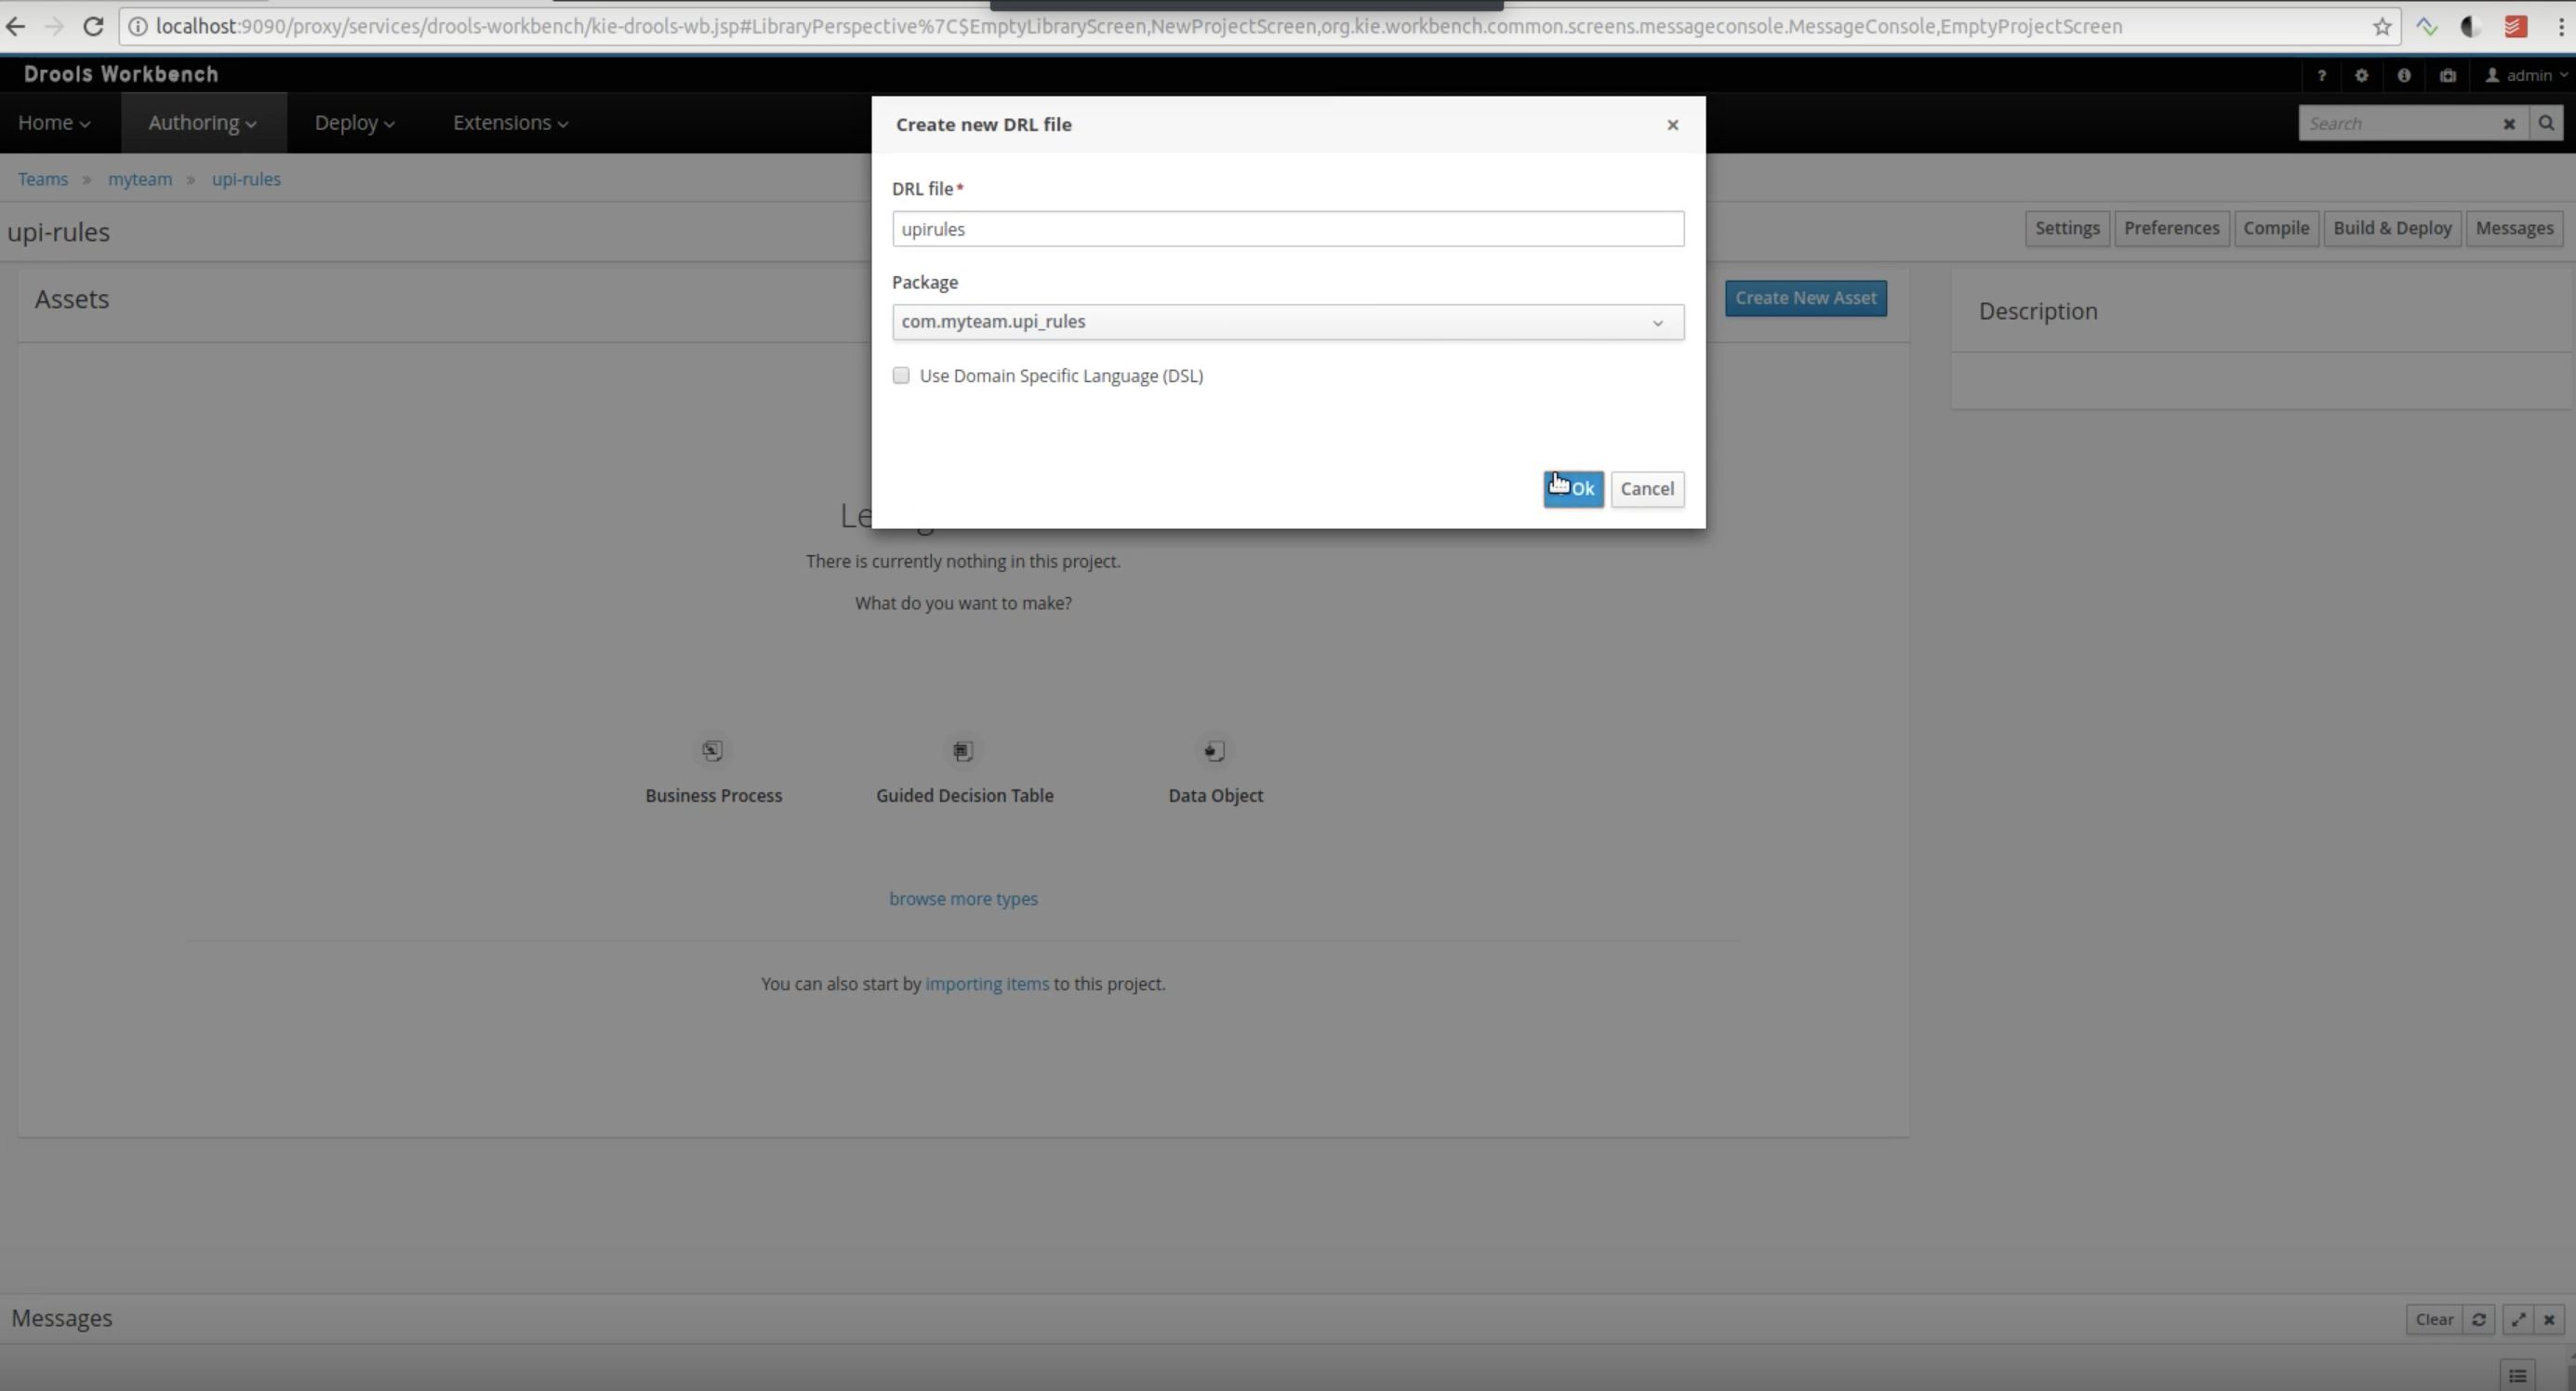 localhost:9090/proxy/services/drools-workbench/kie-drools-wb.jsp#LibraryPerspective%7C$EmptyLibraryScreen,NewProjectScreen,org.kie.workbench.common.screens.messageconsole.MessageConsole,EmptyProjectScreen
Drools Workbench
? admin
Home Authoring Deploy Extensions
Search
Create new DRL file
Teams » myteam » upi-rules
DRL file*
upirules
upi-rules
Settings Preferences Compile Build & Deploy Messages
Package
com.myteam.upi_rules
Assets
Create New Asset
Description
Use Domain Specific Language (DSL)
Ok Cancel
There is currently nothing in this project.
What do you want to make?
Business Process Guided Decision Table Data Object
browse more types
You can also start by importing items to this project.
Messages
Clear